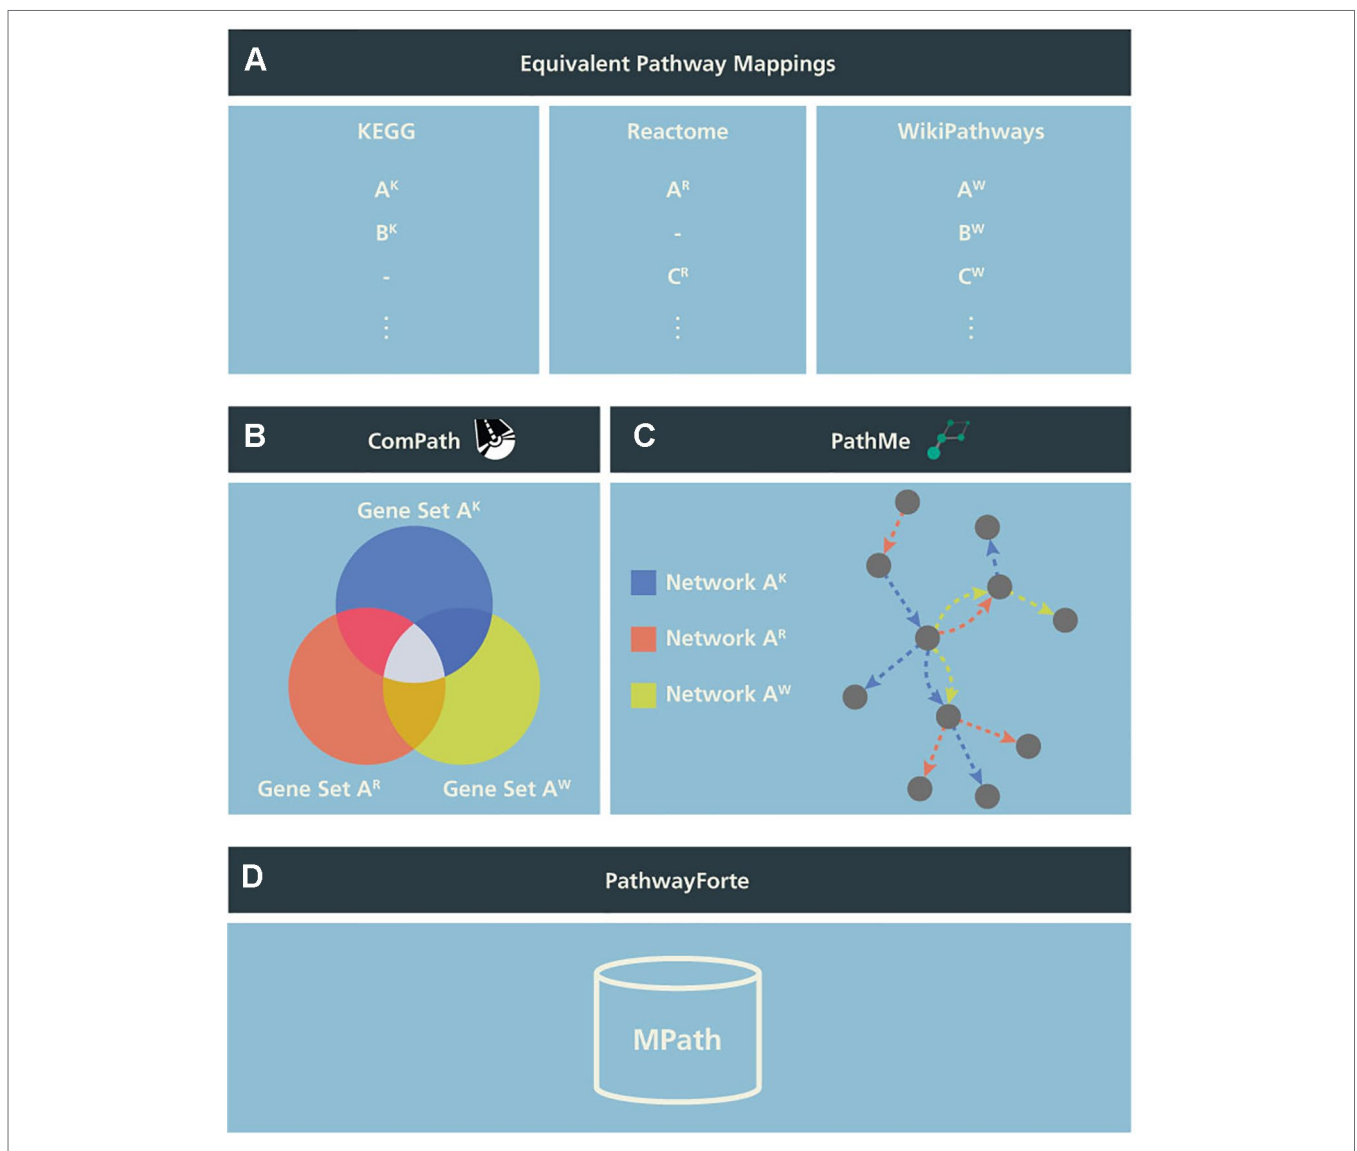 A
Equivalent Pathway Mappings
KEGG
Reactome
WikiPathways
Aᴷ
Aᴿ
Aᵂ
Bᴷ
-
Bᵂ
-
Cᴿ
Cᵂ
⋮
⋮
⋮
B
ComPath
C
PathMe
Gene Set Aᴷ
Gene Set Aᴿ
Gene Set Aᵂ
Network Aᴷ
Network Aᴿ
Network Aᵂ
D
PathwayForte
MPath